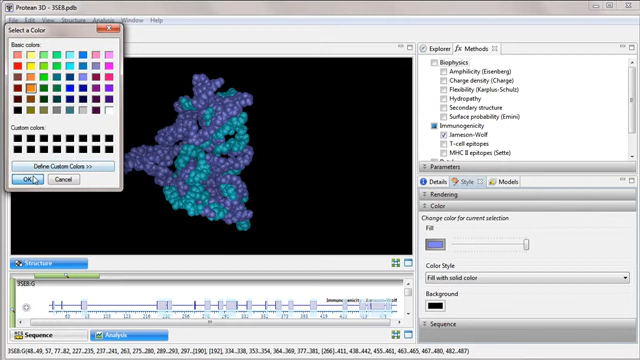 Protean 3D - 3SE8.pdb
File Edit Structure Analysis Window Help
Select a Color
Basic colors:
Custom colors:
Define Custom Colors >>
OK
Cancel
Structure
3SE8:G
Immunogenicity - Jameson-Wolf
Sequence
Analysis
Explorer
Methods
Biophysics
Amphilicity (Eisenberg)
Charge density (Charge)
Flexibility (Karplus-Schulz)
Hydropathy
Secondary structure
Surface probability (Emini)
Immunogenicity
Jameson-Wolf
T-cell epitopes
MHC II epitopes (Sette)
Parameters
Details
Style
Models
Rendering
Color
Change color for current selection
Fill
Color Style
Fill with solid color
Background
Sequence